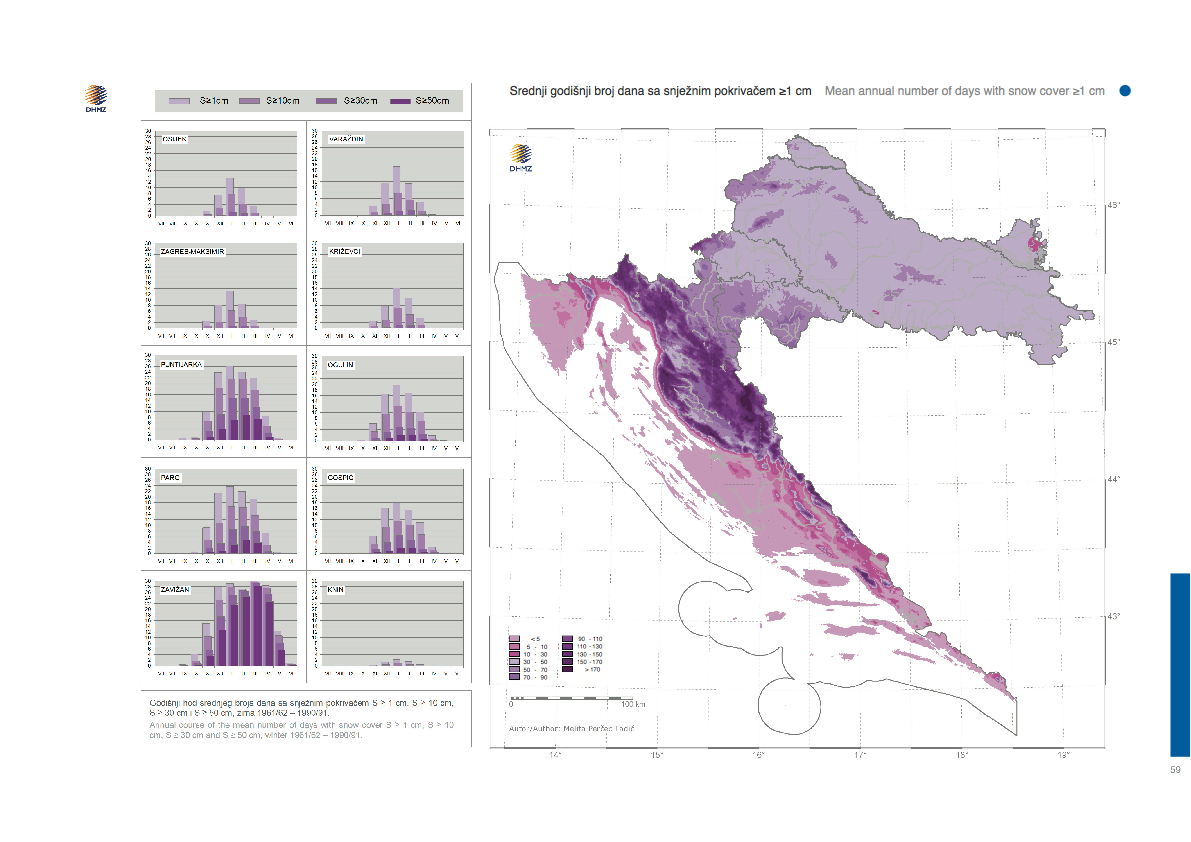 Srednji godišnji broj dana sa snježnim pokrivačem ≥1 cm Mean annual number of days with snow cover ≥1 cm
DHMZ
S≥1cm S≥10cm S≥30cm S≥50cm
OSIJEK
VARAŽDIN
ZAGREB-MAKSIMIR
KRIŽEVCI
PUNTIJARKA
OGULIN
PARG
GOSPIĆ
ZAVIŽAN
KNIN
Godišnji hod srednjeg broja dana sa snježnim pokrivačem S ≥ 1 cm, S ≥ 10 cm,
S ≥ 30 cm i S ≥ 50 cm, zima 1961/62 – 1990/91.
Annual course of the mean number of days with snow cover S ≥ 1 cm, S ≥ 10
cm, S ≥ 30 cm and S ≥ 50 cm, winter 1961/62 – 1990/91.
DHMZ
45°
44°
43°
< 5
5 - 10
10 - 30
30 - 50
50 - 70
70 - 90
90 - 110
110 - 130
130 - 150
150 - 170
> 170
0 100 km
Autor/Author: Melita Perčec Tadić
14° 15° 16° 17° 18° 19°
59